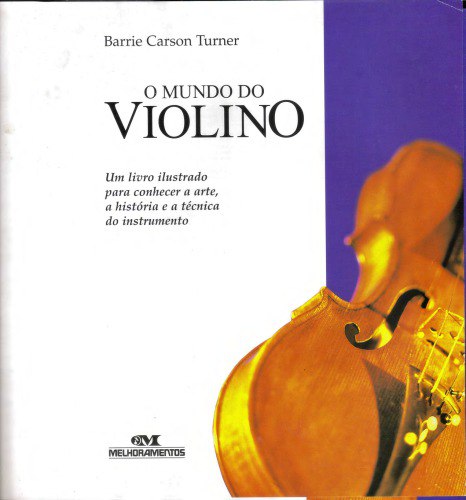 Barrie Carson Turner
O MUNDO DO
VIOLINO
Um livro ilustrado
para conhecer a arte,
a história e a técnica
do instrumento
MELHORAMENTOS